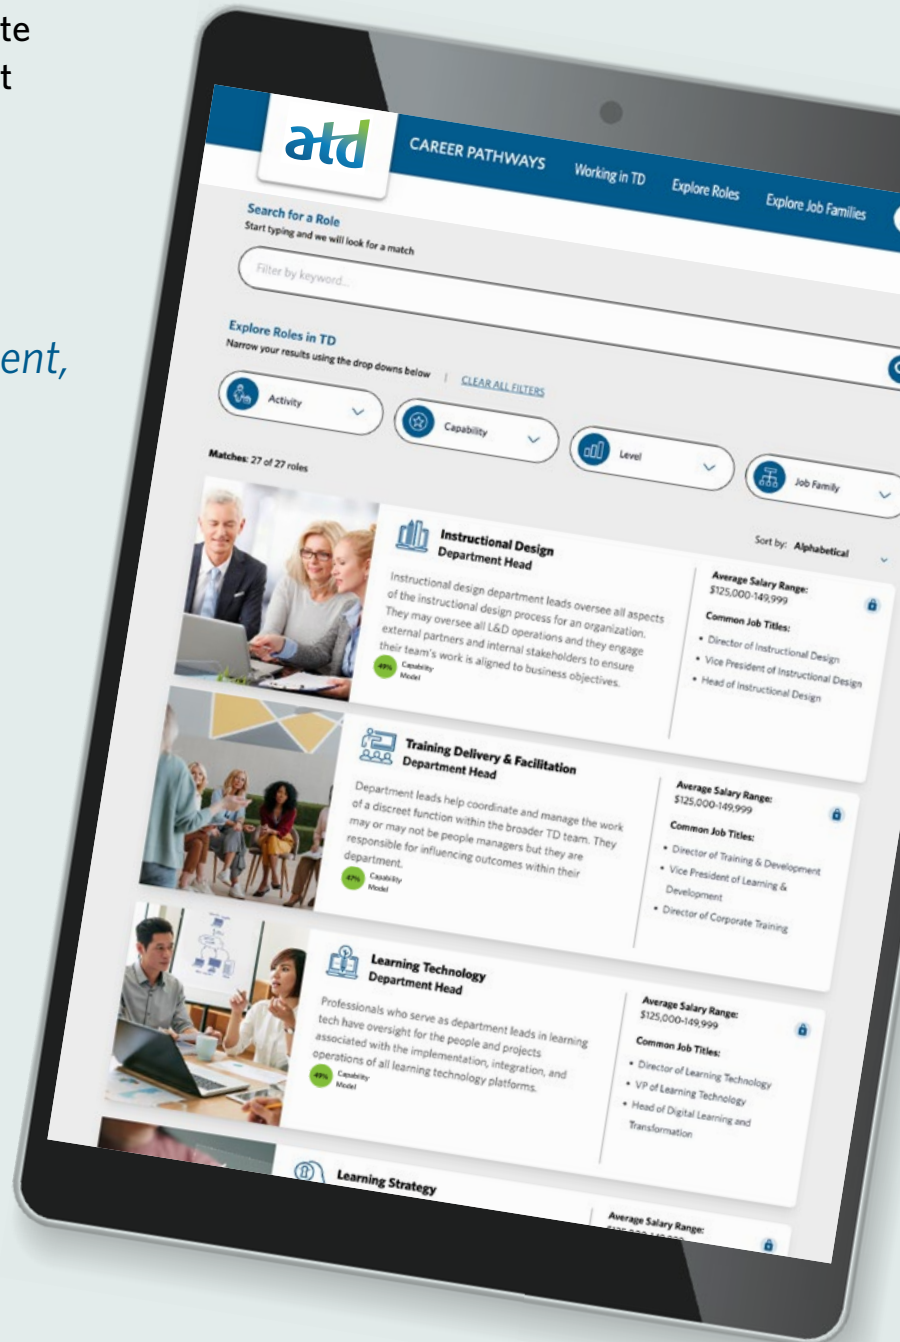 te
t
ent,
atd
CAREER PATHWAYS
Working in TD
Explore Roles
Explore Job Families
Search for a Role
Start typing and we will look for a match
Filter by keyword...
Explore Roles in TD
Narrow your results using the drop downs below | CLEAR ALL FILTERS
Activity
Capability
Level
Job Family
Matches: 27 of 27 roles
Sort by: Alphabetical
Instructional Design
Department Head
Instructional design department leads oversee all aspects
of the instructional design process for an organization.
They may oversee all L&D operations and they engage
external partners and internal stakeholders to ensure
their team's work is aligned to business objectives.
49% Capability
Model
Average Salary Range:
$125,000-149,999
Common Job Titles:
• Director of Instructional Design
• Vice President of Instructional Design
• Head of Instructional Design
Training Delivery & Facilitation
Department Head
Department leads help coordinate and manage the work
of a discreet function within the broader TD team. They
may or may not be people managers but they are
responsible for influencing outcomes within their
department.
47% Capability
Model
Average Salary Range:
$125,000-149,999
Common Job Titles:
• Director of Training & Development
• Vice President of Learning &
Development
• Director of Corporate Training
Learning Technology
Department Head
Professionals who serve as department leads in learning
tech have oversight for the people and projects
associated with the implementation, integration, and
operations of all learning technology platforms.
49% Capability
Model
Average Salary Range:
$125,000-149,999
Common Job Titles:
• Director of Learning Technology
• VP of Learning Technology
• Head of Digital Learning and
Transformation
Learning Strategy
Average Salary Range: